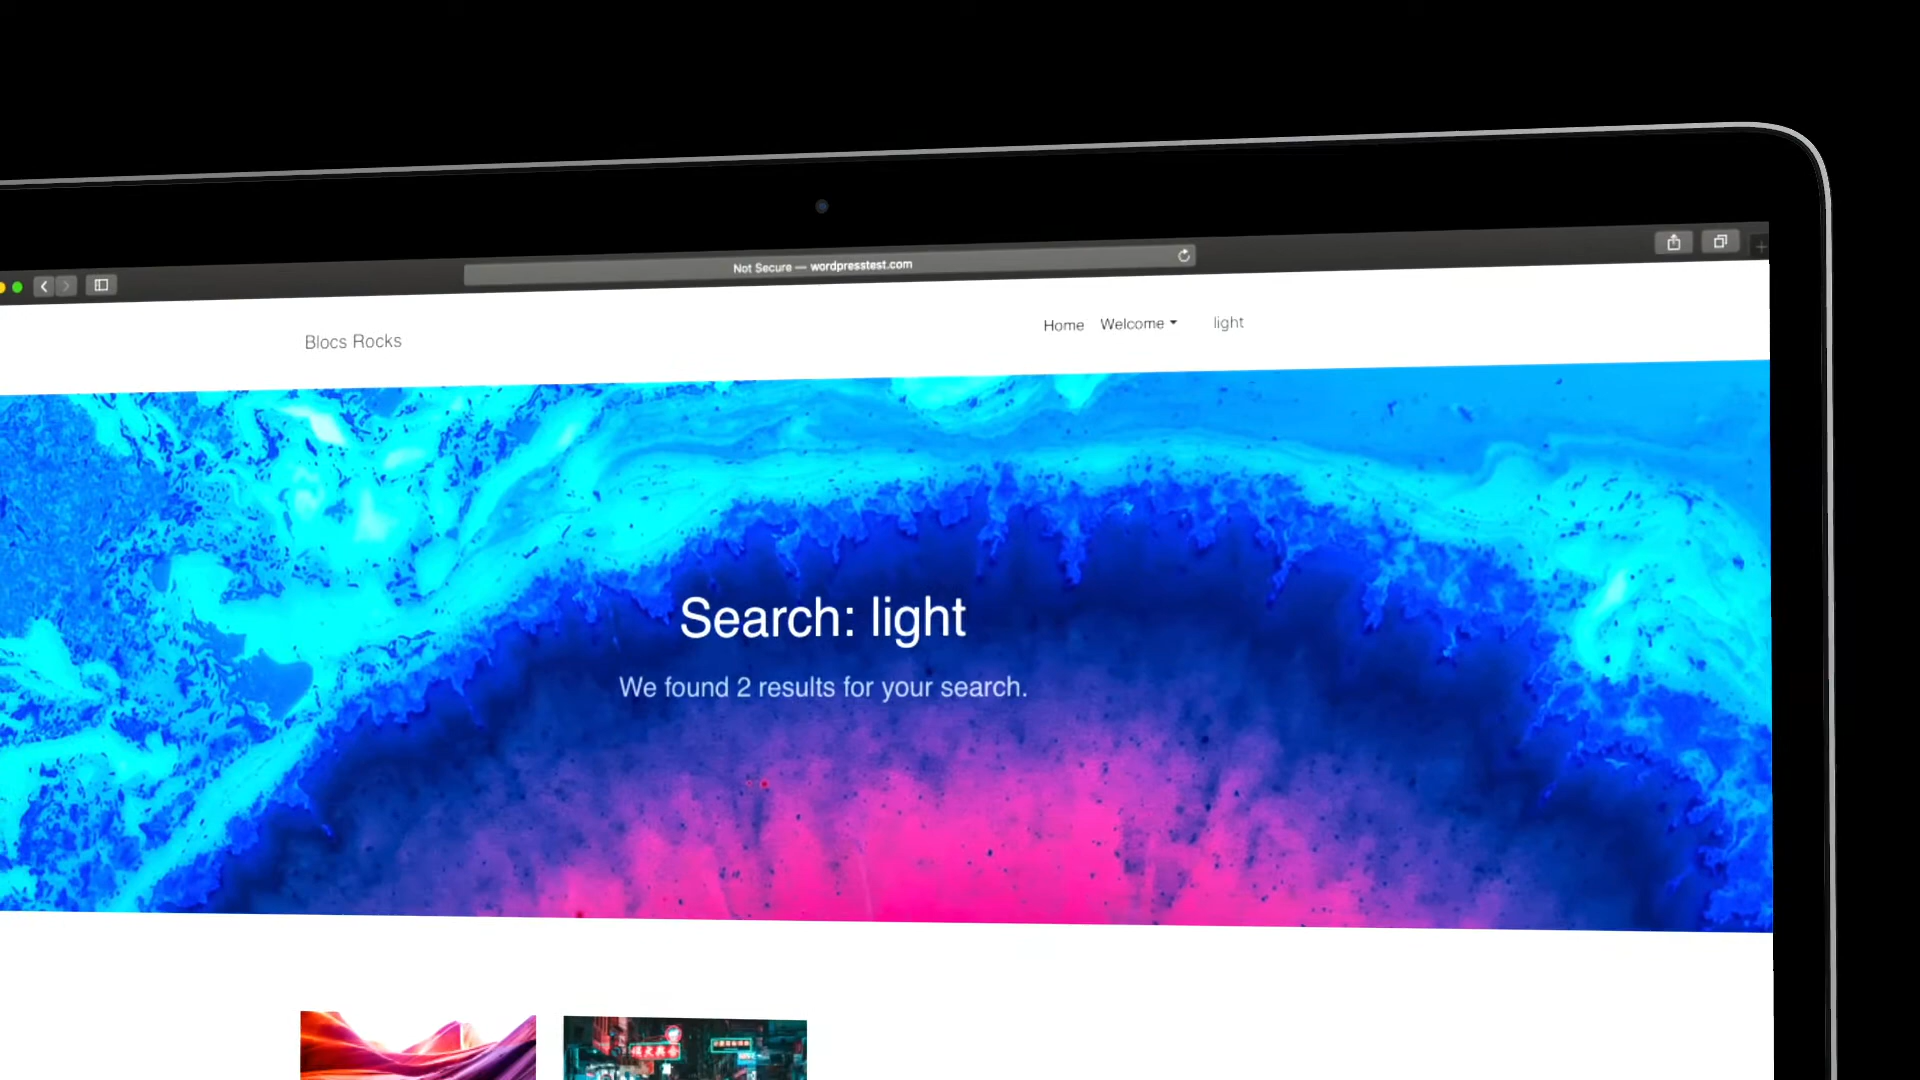 Not Secure — wordpresstest.com
Blocs Rocks
Home Welcome light
Search: light
We found 2 results for your search.